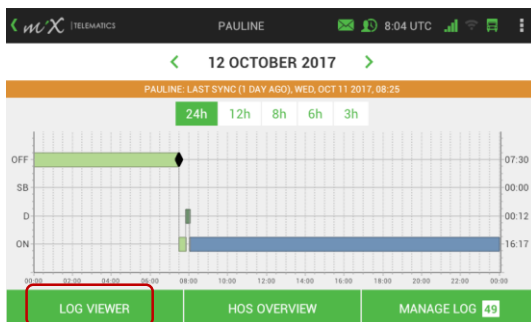 miX TELEMATICS PAULINE 8:04 UTC
12 OCTOBER 2017
PAULINE: LAST SYNC (1 DAY AGO), WED, OCT 11 2017, 08:25
24h 12h 8h 6h 3h
OFF 07:30
SB 00:00
D 00:12
ON 16:17
00:00 02:00 04:00 06:00 08:00 10:00 12:00 14:00 16:00 18:00 20:00 22:00 00:00
LOG VIEWER HOS OVERVIEW MANAGE LOG 49